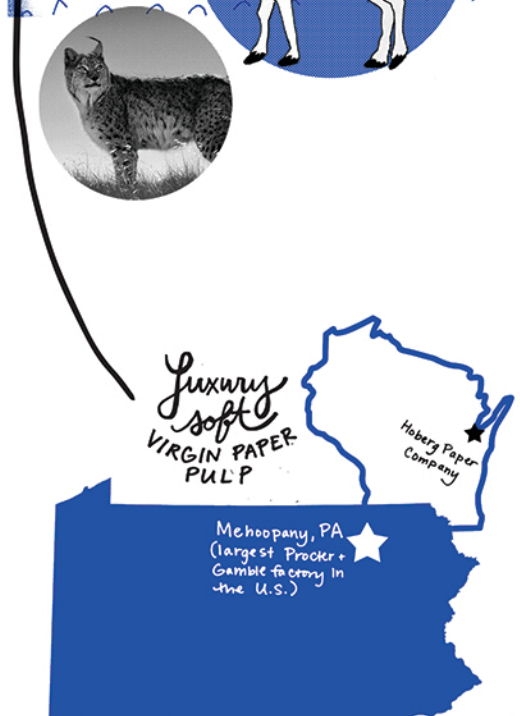 Luxury
soft
VIRGIN PAPER
PULP
Hoberg Paper
Company
Mehoopany, PA
(largest Procter +
Gamble factory in
the U.S.)